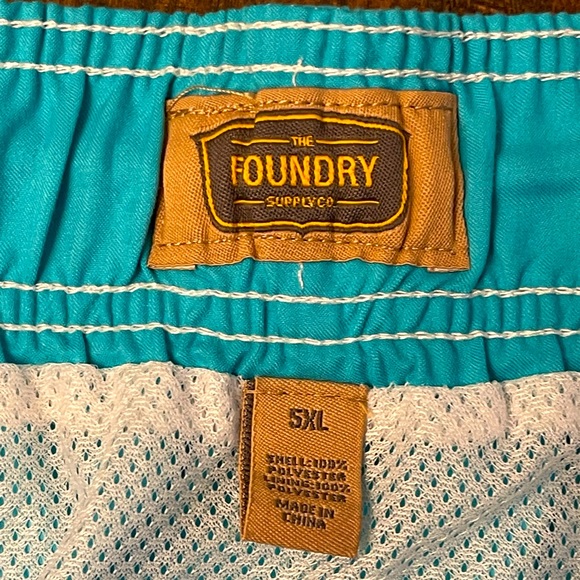 THE
FOUNDRY
SUPPLY CO
5XL
SHELL:100%
POLYESTER
LINING:100%
POLYESTER
MADE IN
CHINA